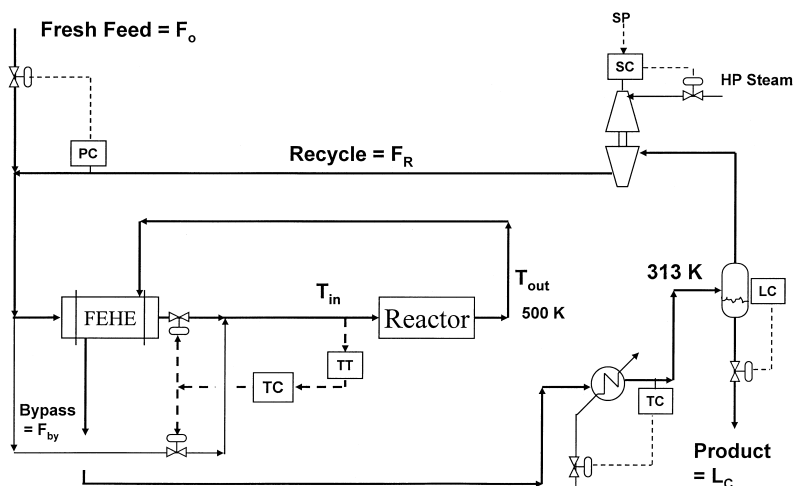 Fresh Feed = Fo
SP
SC
HP Steam
PC
Recycle = FR
Tin
Tout
500 K
313 K
LC
FEHE
Reactor
TT
TC
TC
Bypass
= Fby
Product
= LC